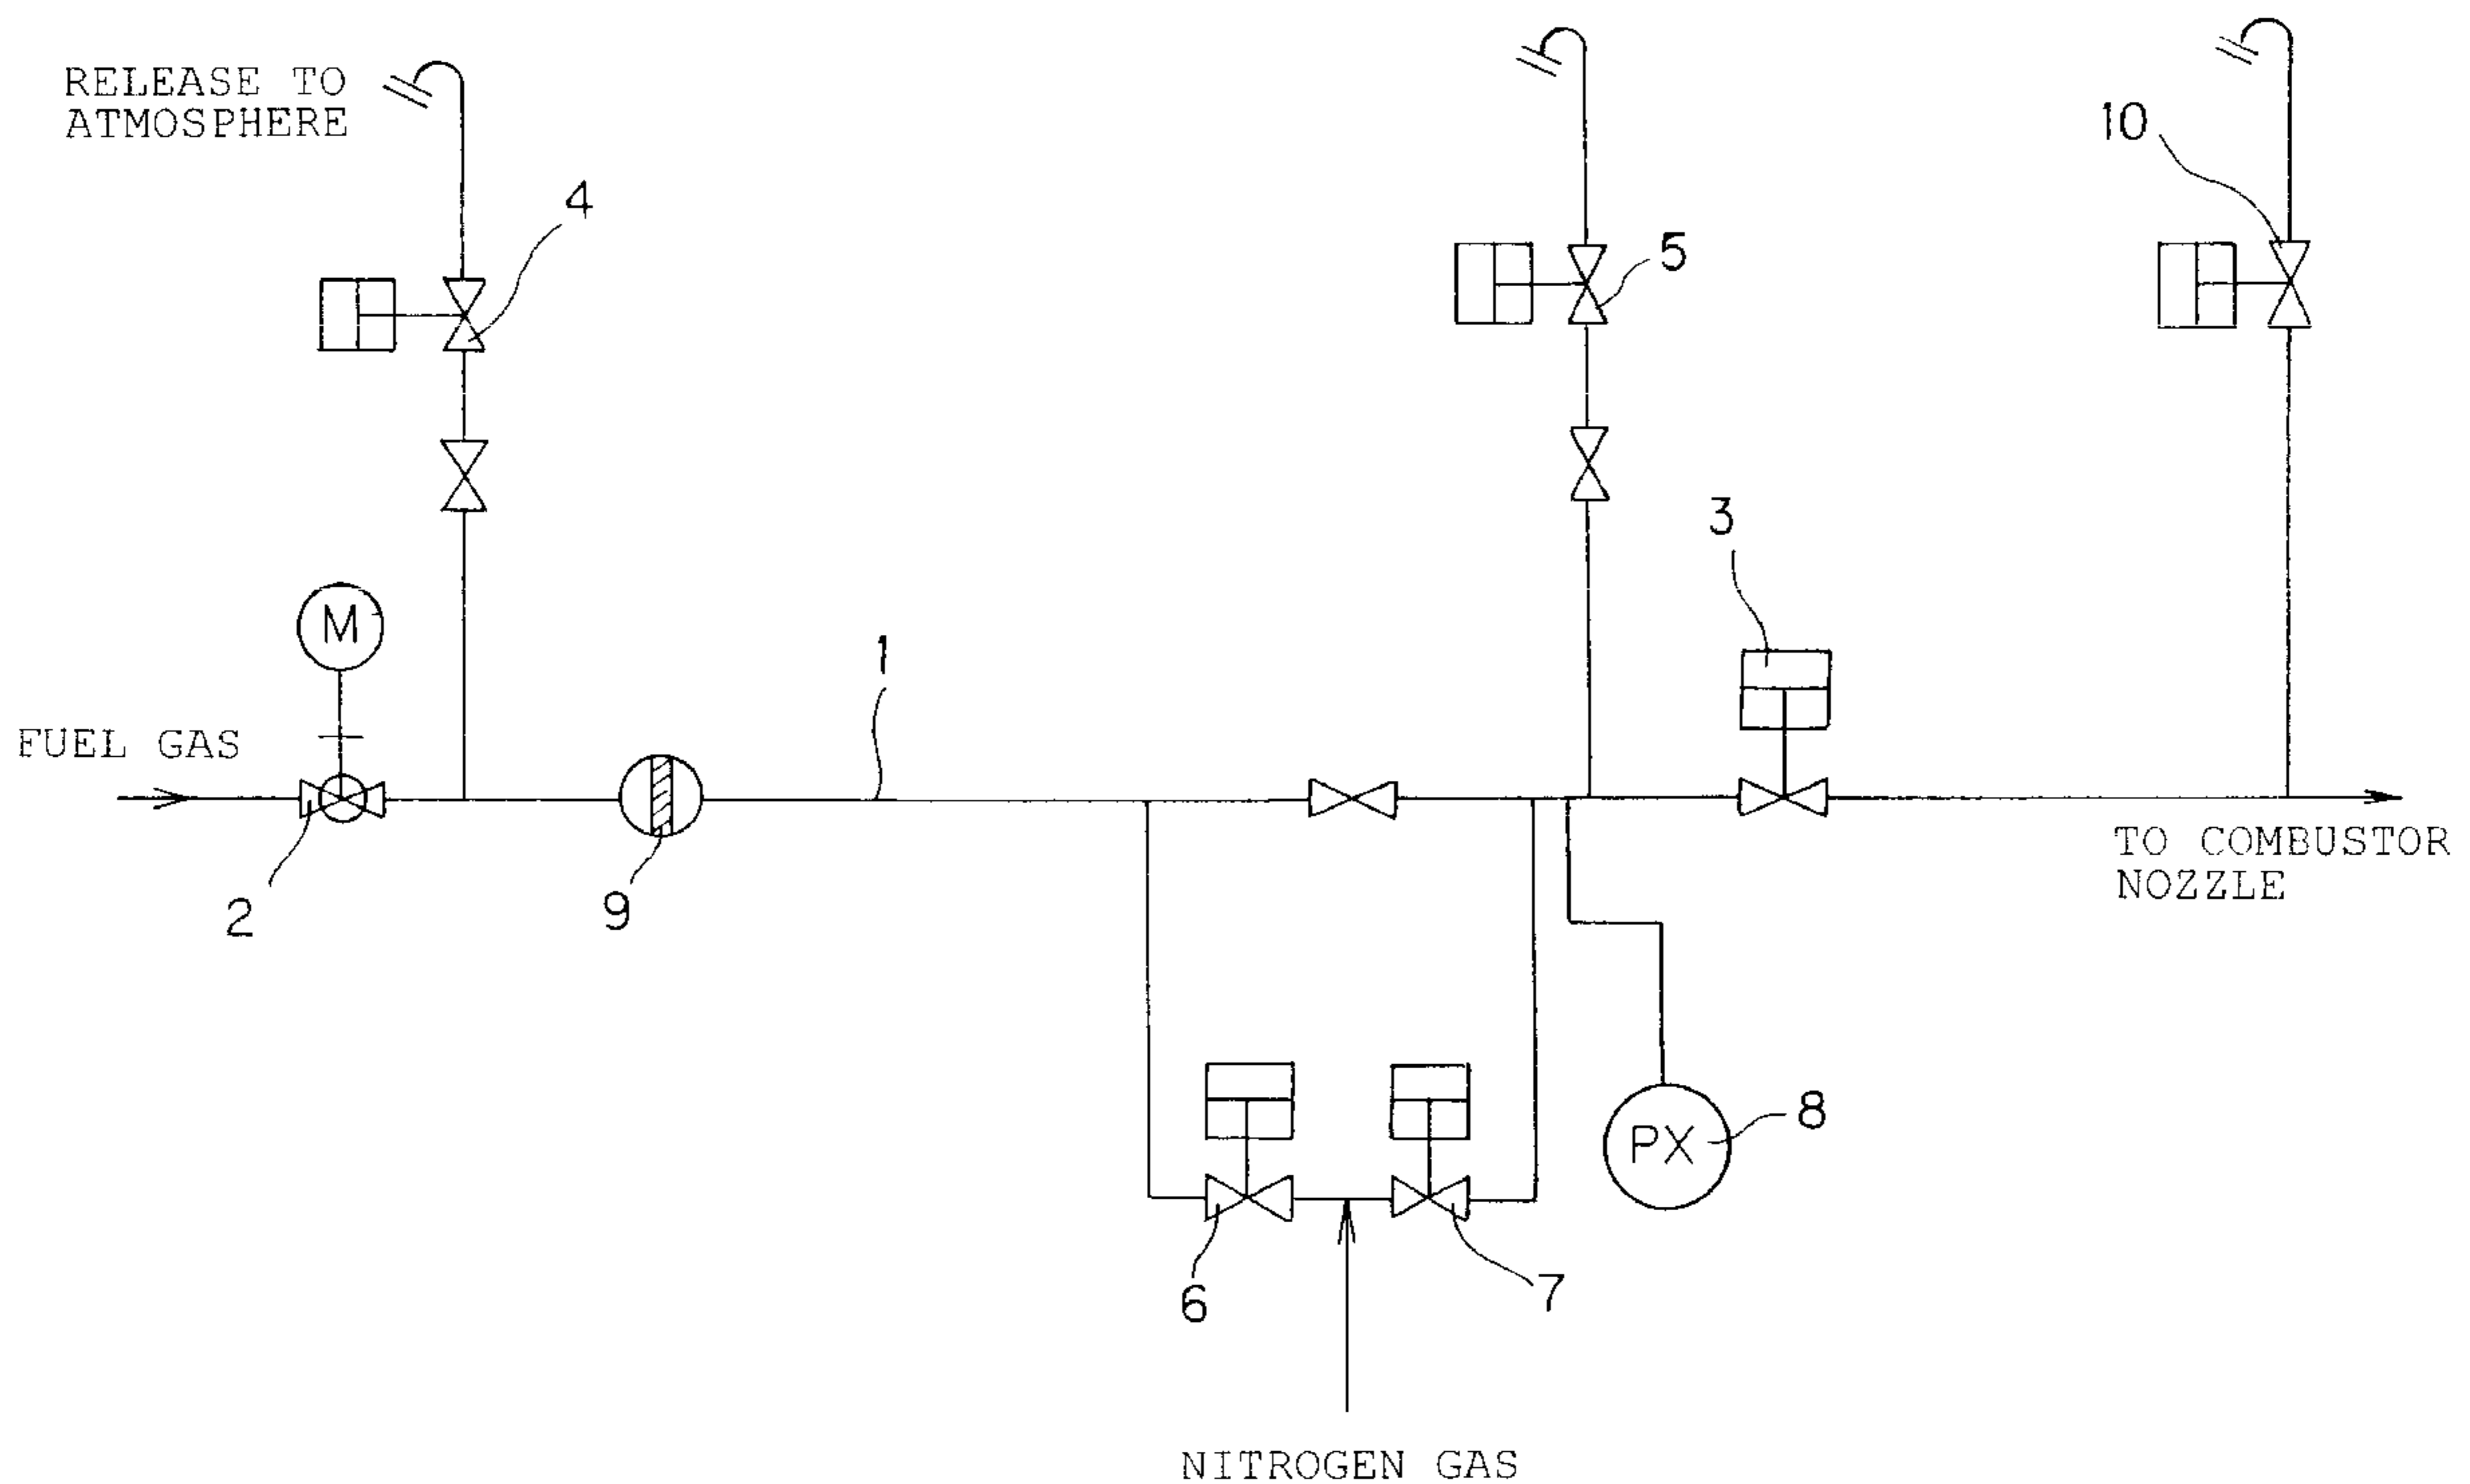 RELEASE TO
ATMOSPHERE
4
5
10
3
M
1
FUEL GAS
2
9
TO COMBUSTOR
NOZZLE
PX
8
6
7
NITROGEN GAS